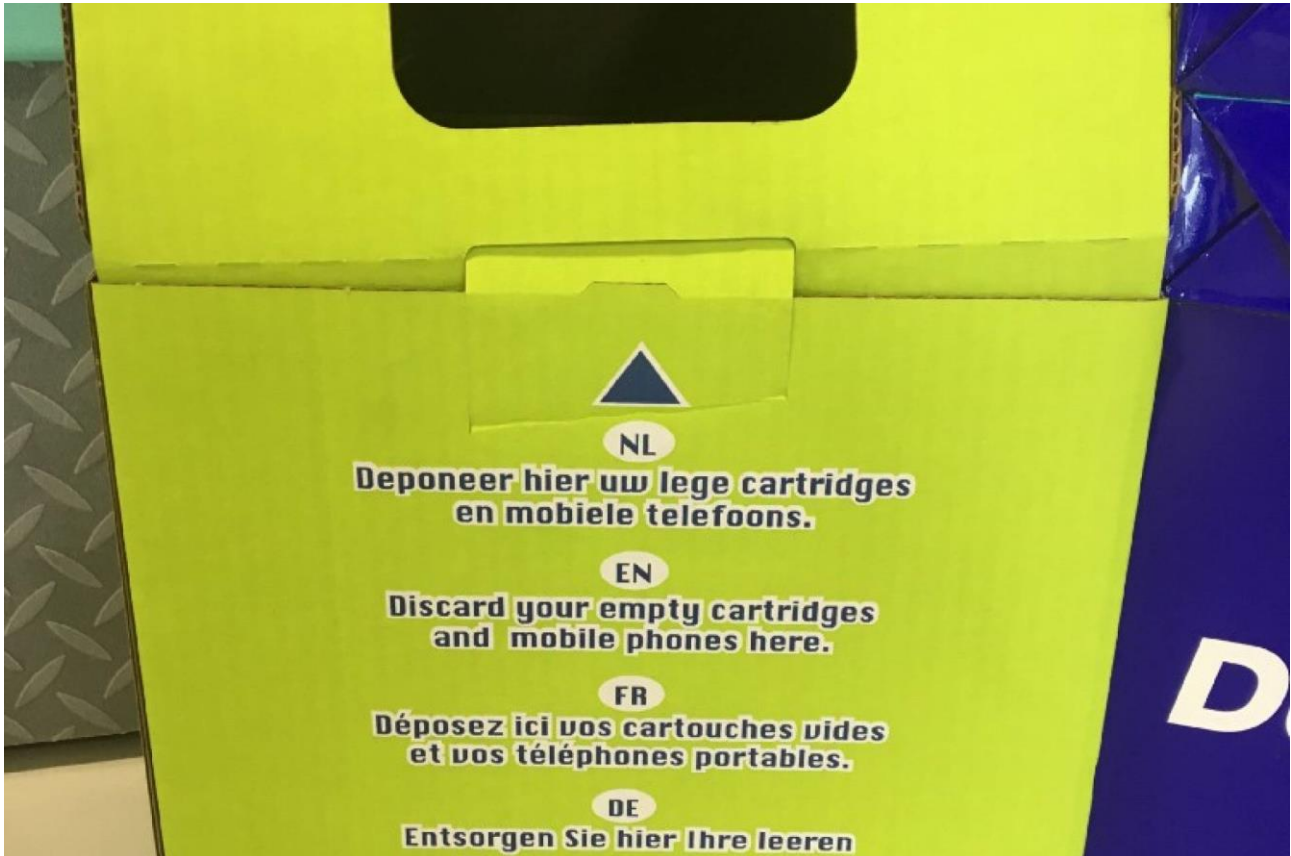 NL
Deponeer hier uw lege cartridges
en mobiele telefoons.
EN
Discard your empty cartridges
and mobile phones here.
FR
Déposez ici vos cartouches vides
et vos téléphones portables.
DE
Entsorgen Sie hier Ihre leeren